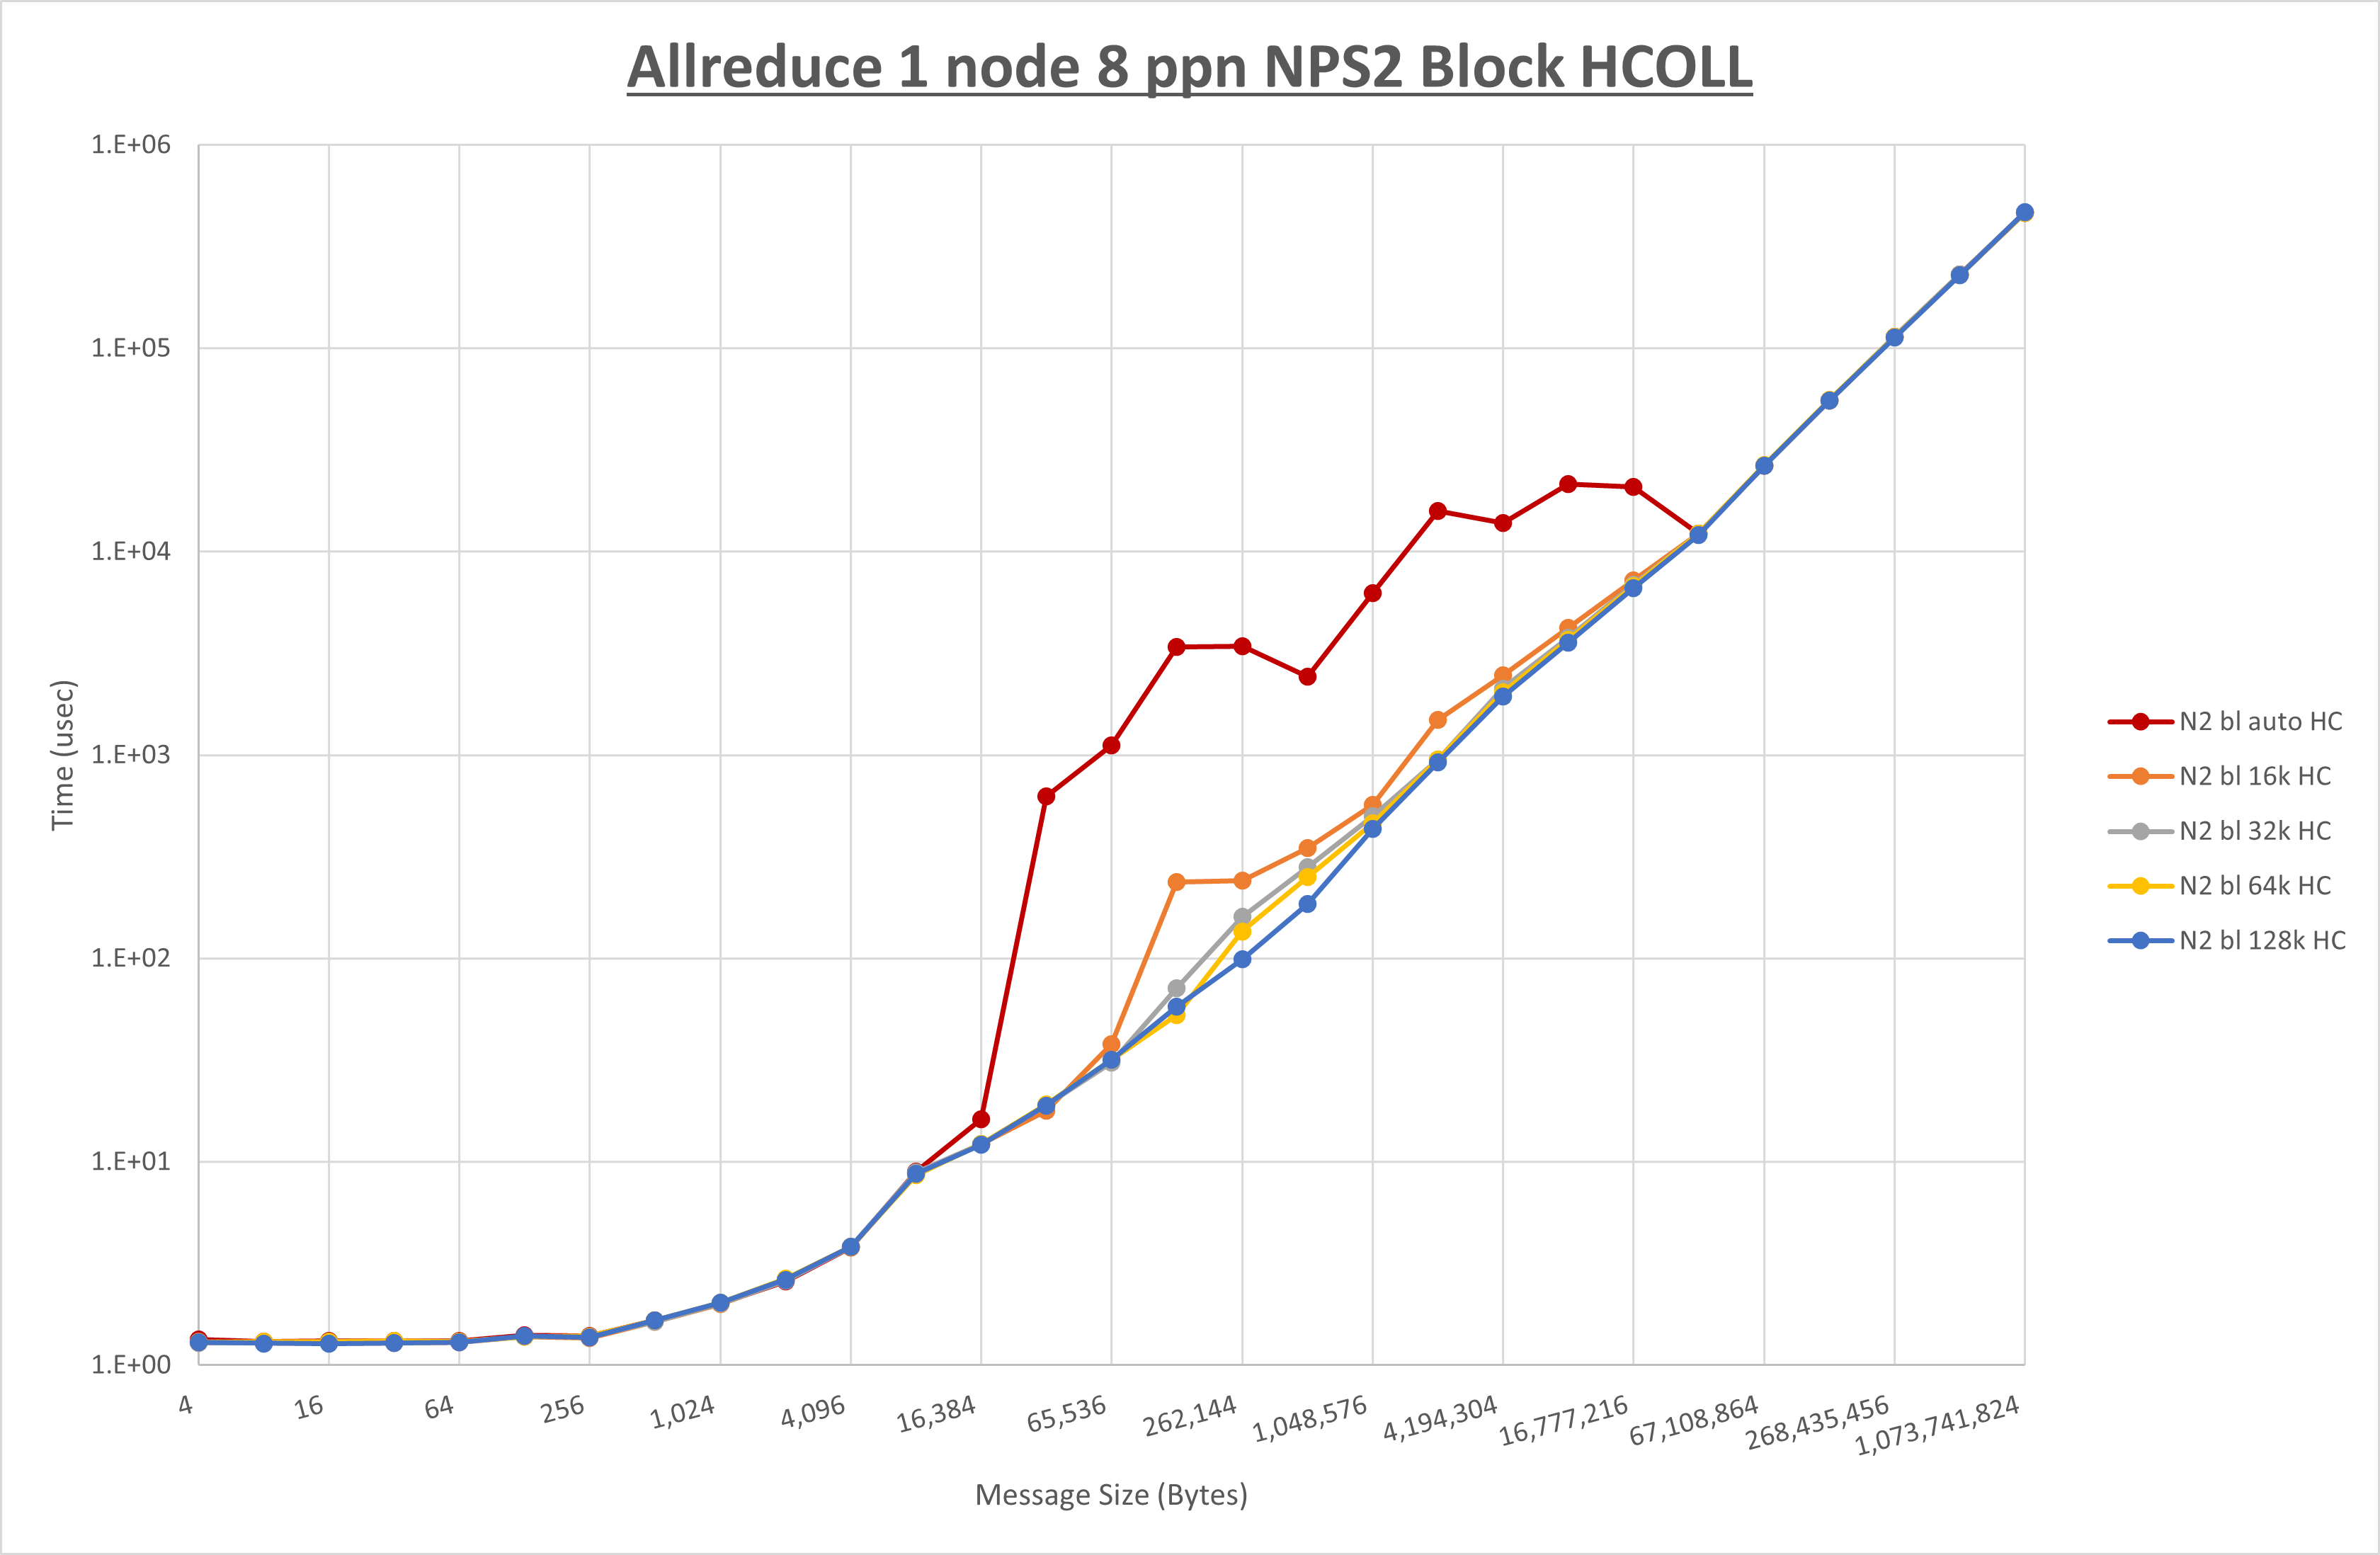 Allreduce 1 node 8 ppn NPS2 Block HCOLL
1.E+06
1.E+05
1.E+04
1.E+03
1.E+02
1.E+01
1.E+00
Time (usec)
4
16
64
256
1,024
4,096
16,384
65,536
262,144
1,048,576
4,194,304
16,777,216
67,108,864
268,435,456
1,073,741,824
Message Size (Bytes)
N2 bl auto HC
N2 bl 16k HC
N2 bl 32k HC
N2 bl 64k HC
N2 bl 128k HC